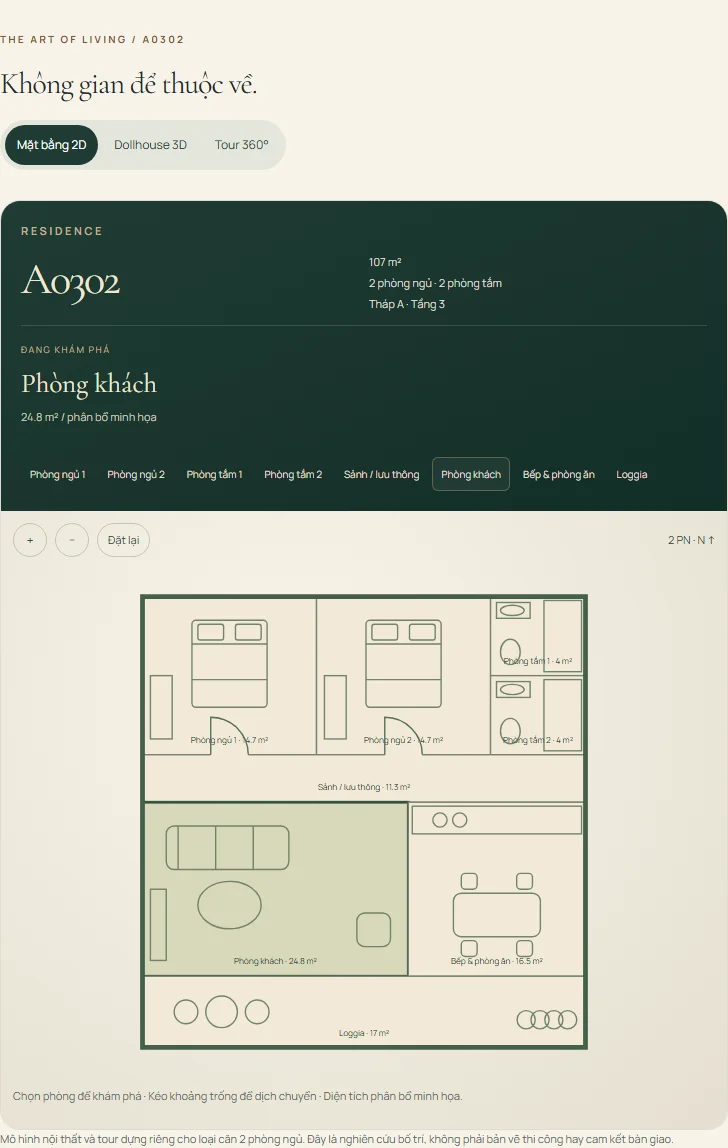 THE ART OF LIVING / A0302
Không gian để thuộc về.
Mặt bằng 2D
Dollhouse 3D
Tour 360°
RESIDENCE
A0302
107 m²
2 phòng ngủ · 2 phòng tắm
Tháp A · Tầng 3
ĐANG KHÁM PHÁ
Phòng khách
24.8 m² / phân bổ minh họa
Phòng ngủ 1
Phòng ngủ 2
Phòng tắm 1
Phòng tắm 2
Sảnh / lưu thông
Phòng khách
Bếp & phòng ăn
Loggia
+
−
Đặt lại
2 PN · N ↑
Phòng tắm 1 · 4 m²
Phòng ngủ 1 · 14.7 m²
Phòng ngủ 2 · 14.7 m²
Phòng tắm 2 · 4 m²
Sảnh / lưu thông · 11.3 m²
Phòng khách · 24.8 m²
Bếp & phòng ăn · 16.5 m²
Loggia · 17 m²
Chọn phòng để khám phá · Kéo khoảng trống để dịch chuyển · Diện tích phân bổ minh họa.
Mô hình nội thất và tour dựng riêng cho loại căn 2 phòng ngủ. Đây là nghiên cứu bố trí, không phải bản vẽ thi công hay cam kết bàn giao.